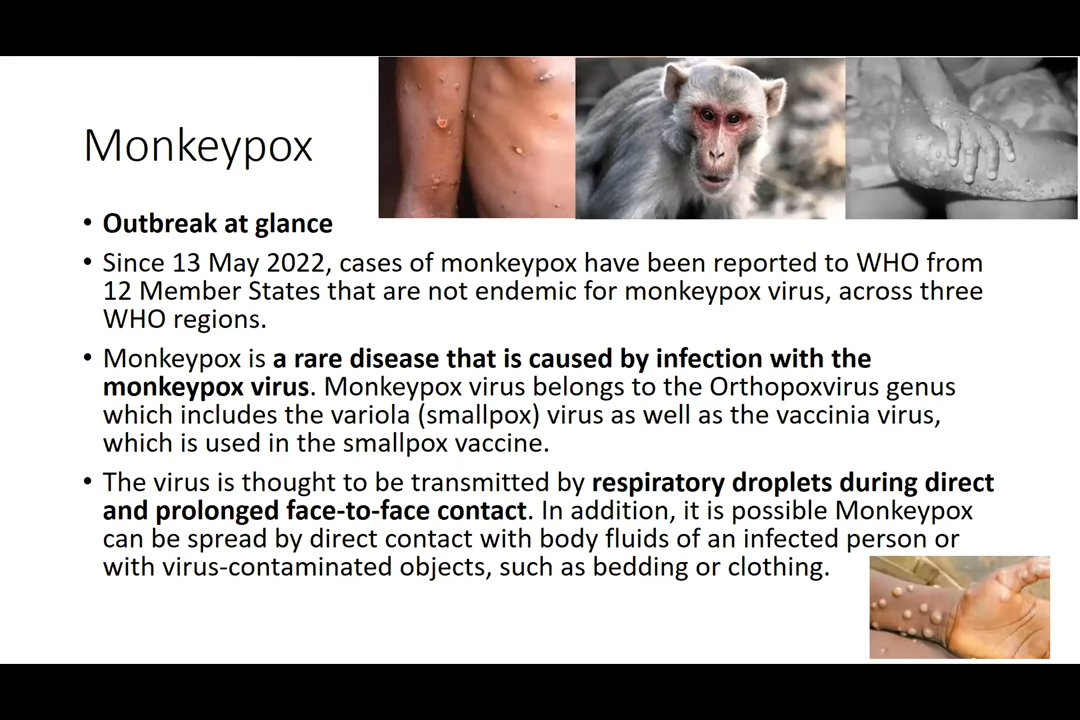 Monkeypox
• Outbreak at glance
• Since 13 May 2022, cases of monkeypox have been reported to WHO from
12 Member States that are not endemic for monkeypox virus, across three
WHO regions.
• Monkeypox is a rare disease that is caused by infection with the
monkeypox virus. Monkeypox virus belongs to the Orthopoxvirus genus
which includes the variola (smallpox) virus as well as the vaccinia virus,
which is used in the smallpox vaccine.
• The virus is thought to be transmitted by respiratory droplets during direct
and prolonged face-to-face contact. In addition, it is possible Monkeypox
can be spread by direct contact with body fluids of an infected person or
with virus-contaminated objects, such as bedding or clothing.